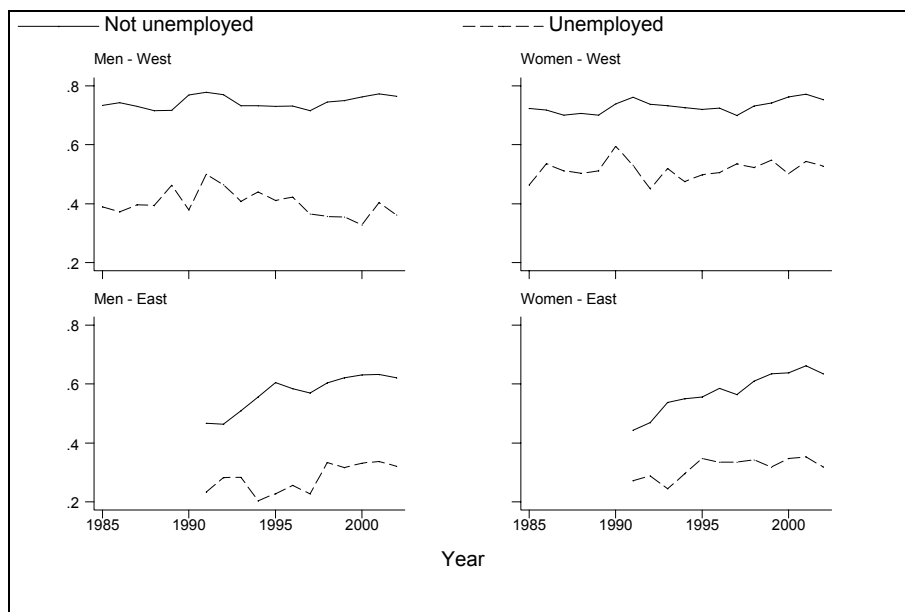 Not unemployed Unemployed
Men - West Women - West
.8
.6
.4
.2
Men - East Women - East
.8
.6
.4
.2
1985 1990 1995 2000 1985 1990 1995 2000
Year